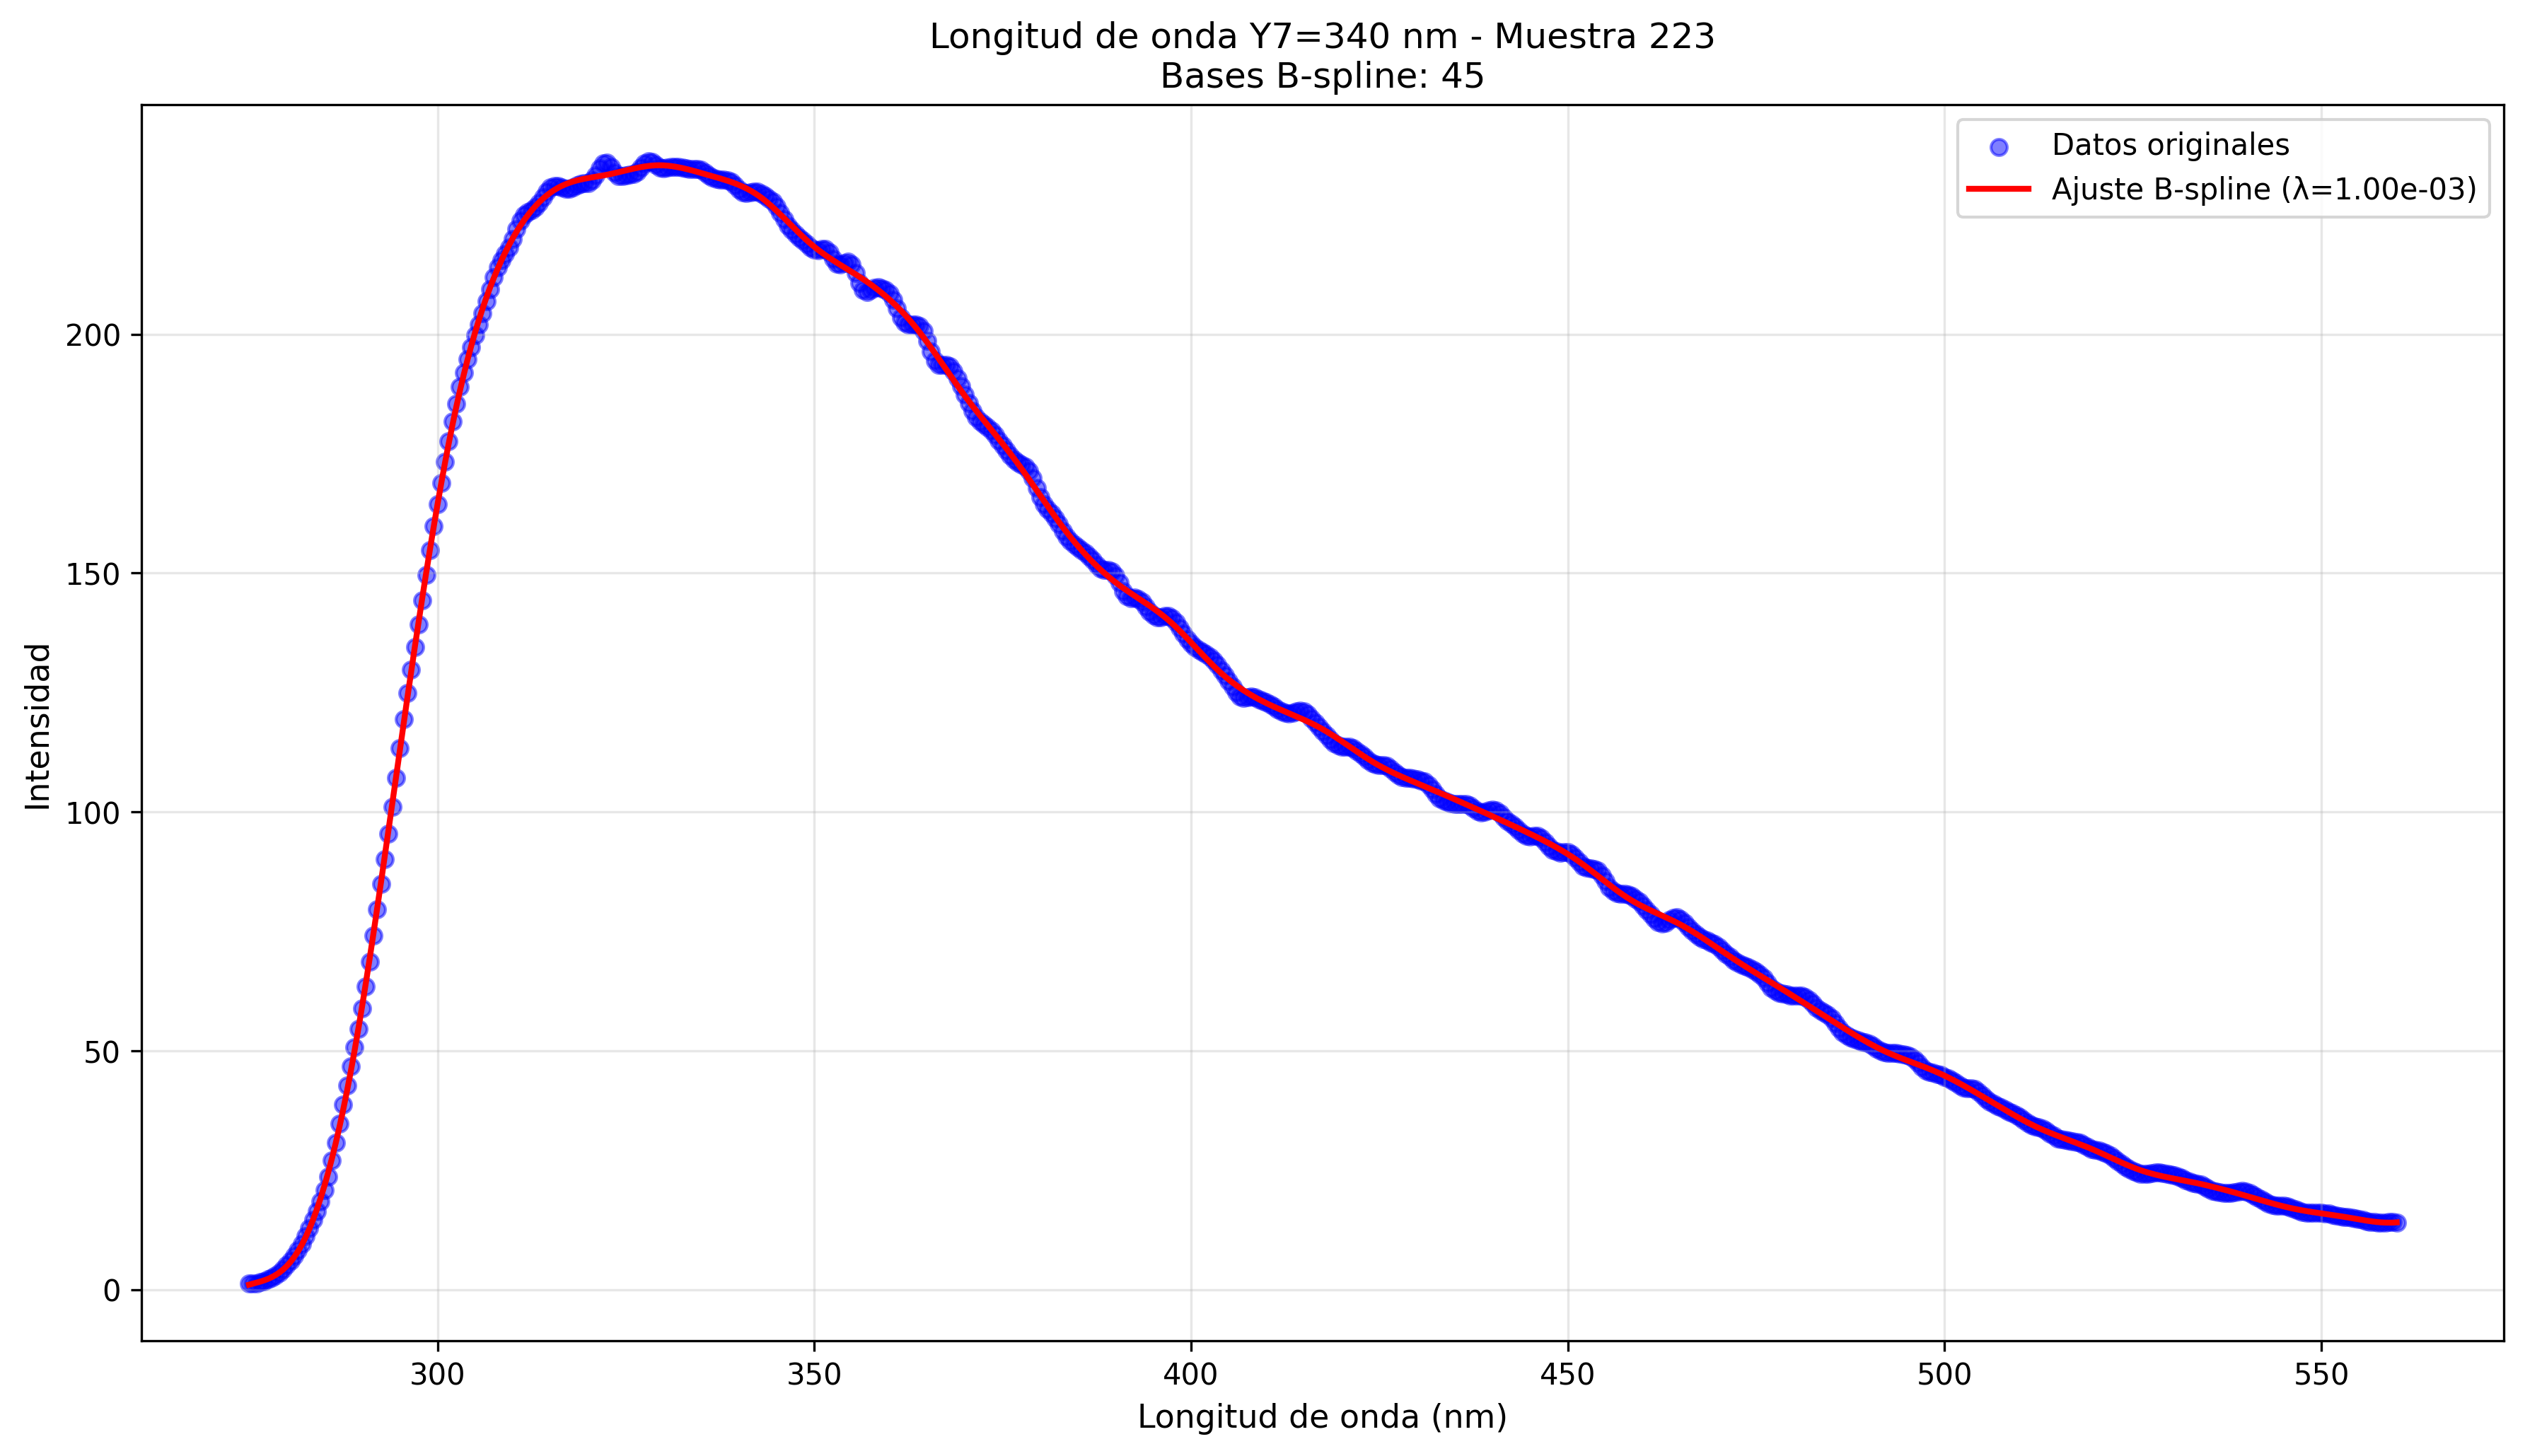 Longitud de onda Y7=340 nm - Muestra 223
Bases B-spline: 45
Datos originales
Ajuste B-spline (λ=1.00e-03)
Intensidad
200
150
100
50
0
300
350
400
450
500
550
Longitud de onda (nm)